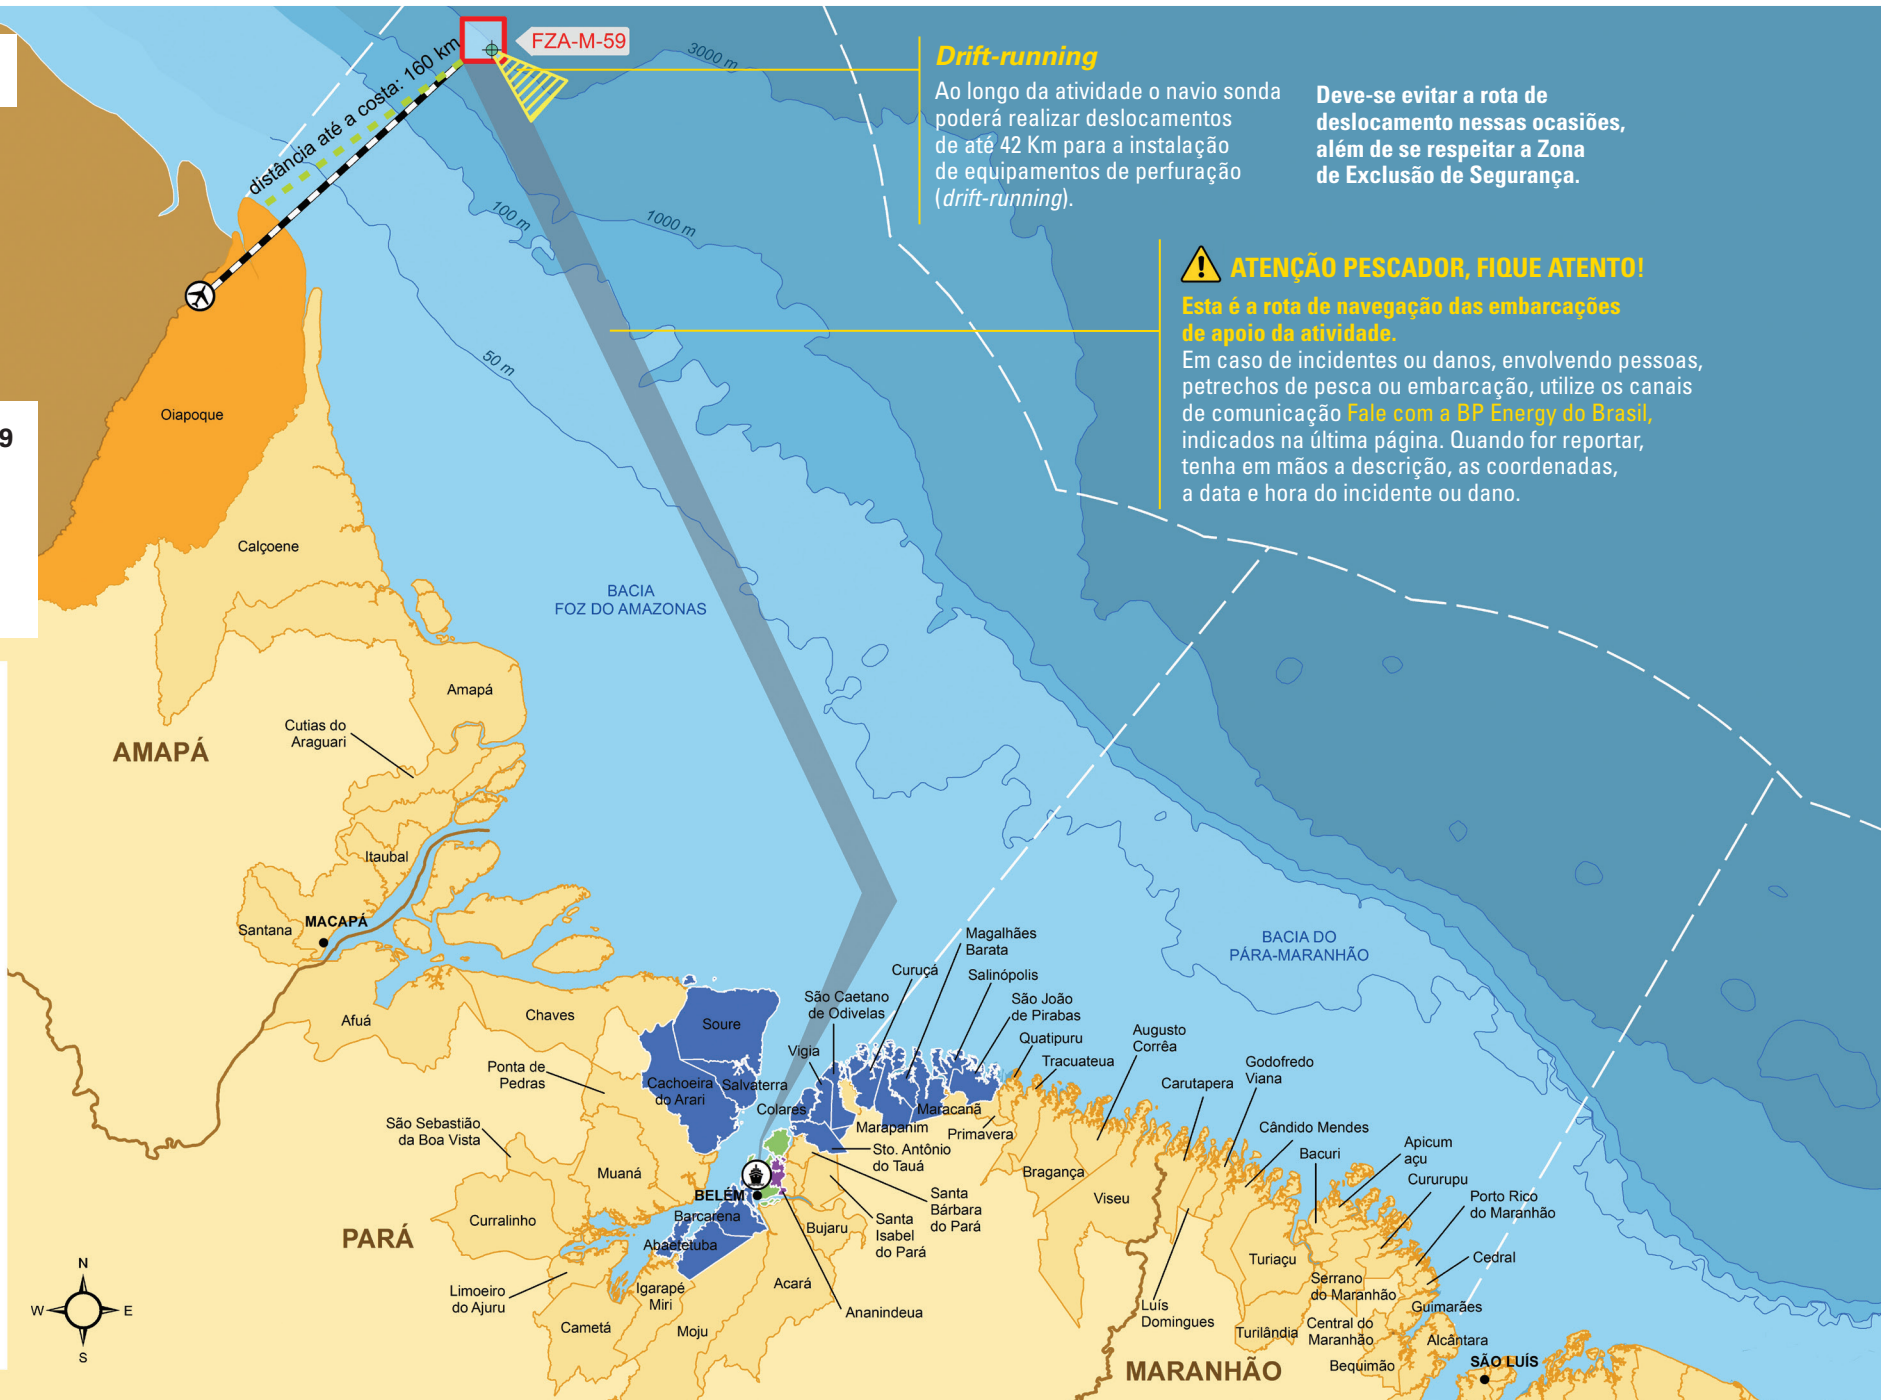 FZA-M-59
distância até a costa: 160 km
3000 m
100 m
1000 m
50 m
Drift-running
Ao longo da atividade o navio sonda
poderá realizar deslocamentos
de até 42 Km para a instalação
de equipamentos de perfuração
(drift-running).
Deve-se evitar a rota de
deslocamento nessas ocasiões,
além de se respeitar a Zona
de Exclusão de Segurança.
ATENÇÃO PESCADOR, FIQUE ATENTO!
Esta é a rota de navegação das embarcações
de apoio da atividade.
Em caso de incidentes ou danos, envolvendo pessoas,
petrechos de pesca ou embarcação, utilize os canais
de comunicação Fale com a BP Energy do Brasil,
indicados na última página. Quando for reportar,
tenha em mãos a descrição, as coordenadas,
a data e hora do incidente ou dano.
9
Oiapoque
Calçoene
BACIA
FOZ DO AMAZONAS
Amapá
Cutias do
Araguari
AMAPÁ
Itaubal
Santana
MACAPÁ
Afuá
Chaves
Soure
Ponta de
Pedras
Cachoeira
do Arari
Salvaterra
São Sebastião
da Boa Vista
Muaná
Curralinho
PARÁ
Limoeiro
do Ajuru
Cametá
Igarapé
Miri
Moju
Abaetetuba
Barcarena
BELÉM
Acará
Bujaru
Ananindeua
Colares
Vigia
São Caetano
de Odivelas
Curuçá
Magalhães
Barata
Salinópolis
São João
de Pirabas
Quatipuru
Tracuateua
Augusto
Corrêa
Maracanã
Marapanim
Primavera
Sto. Antônio
do Tauá
Santa
Bárbara
do Pará
Santa
Isabel
do Pará
Bragança
Viseu
BACIA DO
PÁRA-MARANHÃO
Carutapera
Godofredo
Viana
Cândido Mendes
Bacuri
Apicum
açu
Cururupu
Porto Rico
do Maranhão
Cedral
Turiaçu
Serrano
do Maranhão
Guimarães
Luís
Domingues
Turilândia
Central do
Maranhão
Alcântara
Bequimão
SÃO LUÍS
MARANHÃO
N
W
E
S